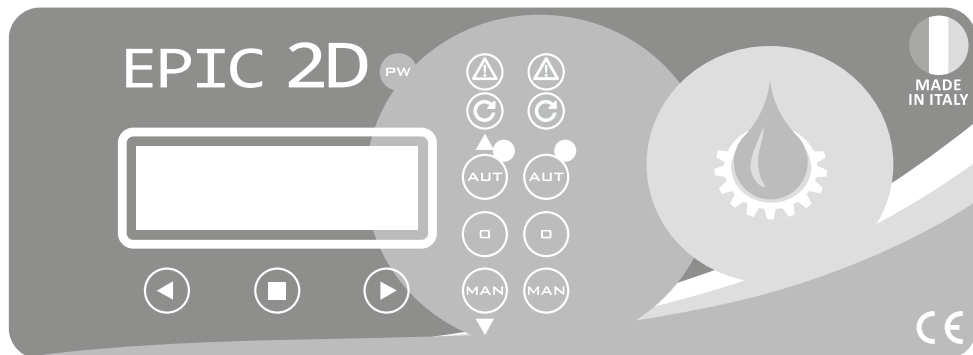 EPIC 2D PW
AUT AUT
MAN MAN
MADE
IN ITALY
CE